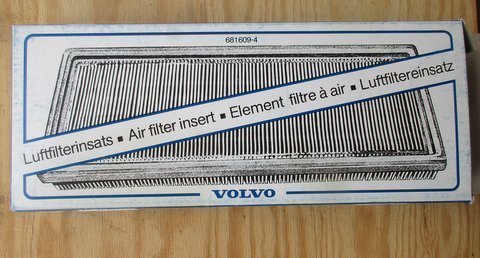 681609-4
Luftfilterinsats ▪ Air filter insert ▪ Element filtre à air ▪ Luftfiltereinsatz
VOLVO